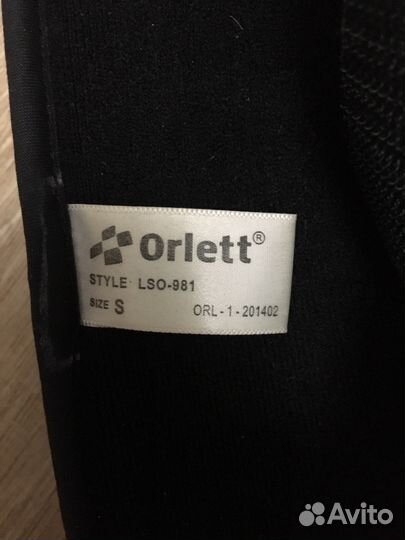 Orlett®
STYLE: LSO-981
SIZE S ORL - 1 - 201402
Avito